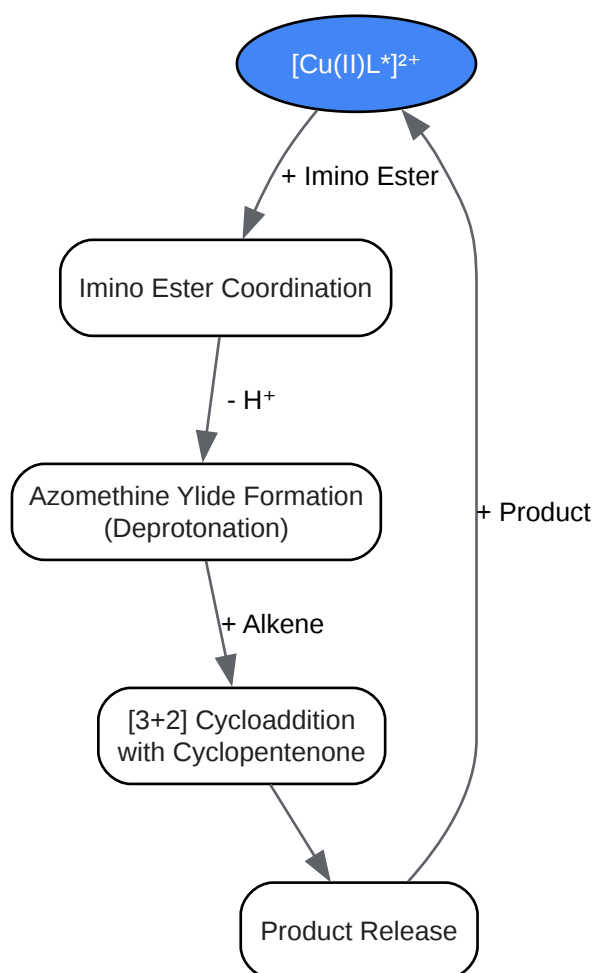 [Cu(II)L*]²⁺
+ Imino Ester
Imino Ester Coordination
- H⁺
Azomethine Ylide Formation
(Deprotonation)
+ Product
+ Alkene
[3+2] Cycloaddition
with Cyclopentenone
Product Release